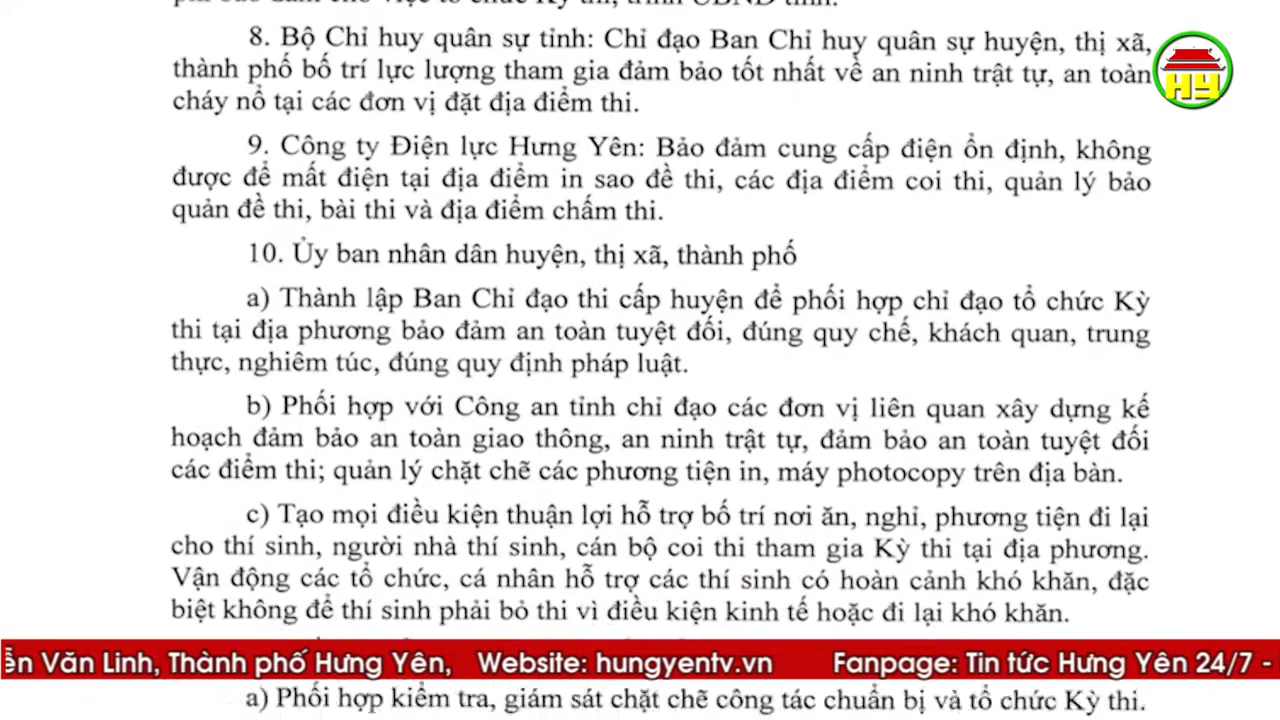 phí bảo đảm cho việc tổ chức Kỳ thi, trình UBND tỉnh.
8. Bộ Chỉ huy quân sự tỉnh: Chỉ đạo Ban Chỉ huy quân sự huyện, thị xã,
thành phố bố trí lực lượng tham gia đảm bảo tốt nhất về an ninh trật tự, an toàn
cháy nổ tại các đơn vị đặt địa điểm thi.
HY
9. Công ty Điện lực Hưng Yên: Bảo đảm cung cấp điện ổn định, không
được để mất điện tại địa điểm in sao đề thi, các địa điểm coi thi, quản lý bảo
quản đề thi, bài thi và địa điểm chấm thi.
10. Ủy ban nhân dân huyện, thị xã, thành phố
a) Thành lập Ban Chỉ đạo thi cấp huyện để phối hợp chỉ đạo tổ chức Kỳ
thi tại địa phương bảo đảm an toàn tuyệt đối, đúng quy chế, khách quan, trung
thực, nghiêm túc, đúng quy định pháp luật.
b) Phối hợp với Công an tỉnh chỉ đạo các đơn vị liên quan xây dựng kế
hoạch đảm bảo an toàn giao thông, an ninh trật tự, đảm bảo an toàn tuyệt đối
các điểm thi; quản lý chặt chẽ các phương tiện in, máy photocopy trên địa bàn.
c) Tạo mọi điều kiện thuận lợi hỗ trợ bố trí nơi ăn, nghỉ, phương tiện đi lại
cho thí sinh, người nhà thí sinh, cán bộ coi thi tham gia Kỳ thi tại địa phương.
Vận động các tổ chức, cá nhân hỗ trợ các thí sinh có hoàn cảnh khó khăn, đặc
biệt không để thí sinh phải bỏ thi vì điều kiện kinh tế hoặc đi lại khó khăn.
Văn Linh, Thành phố Hưng Yên, Website: hungyentv.vn Fanpage: Tin tức Hưng Yên 24/7 -
a) Phối hợp kiểm tra, giám sát chặt chẽ công tác chuẩn bị và tổ chức Kỳ thi.